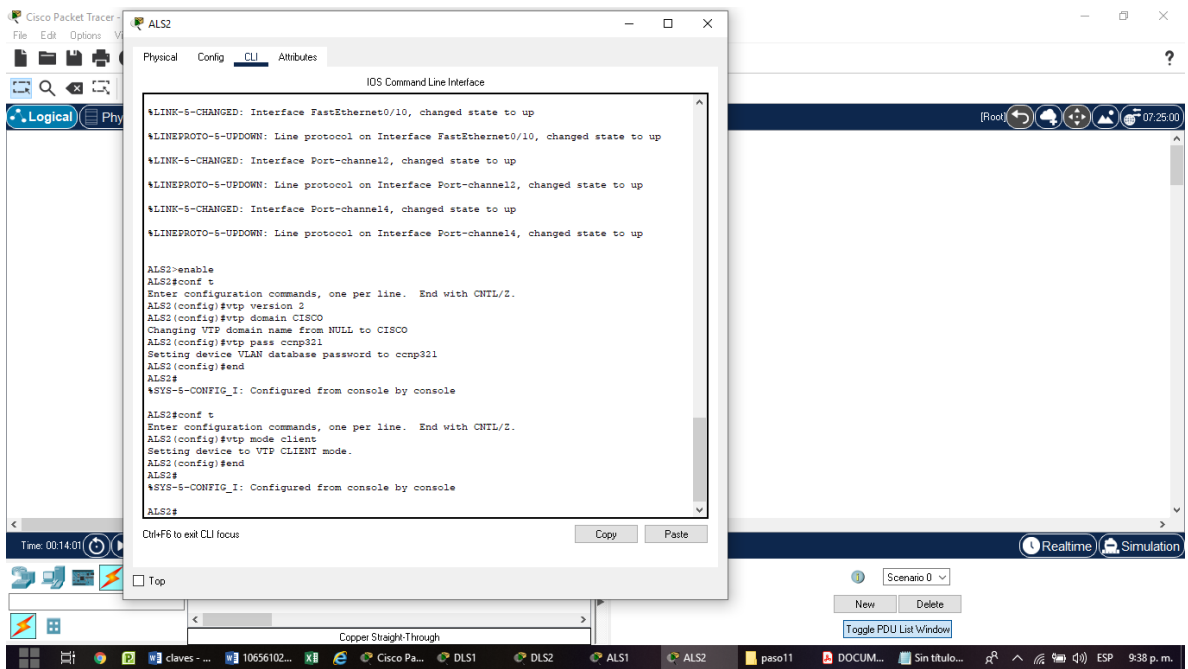 Cisco Packet Tracer -
ALS2
File Edit Options Vi
Physical Config CLI Attributes
?
IOS Command Line Interface
Logical Phy
[Root] 07:25:00
%LINK-5-CHANGED: Interface FastEthernet0/10, changed state to up
%LINEPROTO-5-UPDOWN: Line protocol on Interface FastEthernet0/10, changed state to up
%LINK-5-CHANGED: Interface Port-channel2, changed state to up
%LINEPROTO-5-UPDOWN: Line protocol on Interface Port-channel2, changed state to up
%LINK-5-CHANGED: Interface Port-channel4, changed state to up
%LINEPROTO-5-UPDOWN: Line protocol on Interface Port-channel4, changed state to up
ALS2>enable
ALS2#conf t
Enter configuration commands, one per line. End with CNTL/Z.
ALS2(config)#vtp version 2
ALS2(config)#vtp domain CISCO
Changing VTP domain name from NULL to CISCO
ALS2(config)#vtp pass ccnp321
Setting device VLAN database password to ccnp321
ALS2(config)#end
ALS2#
%SYS-5-CONFIG_I: Configured from console by console
ALS2#conf t
Enter configuration commands, one per line. End with CNTL/Z.
ALS2(config)#vtp mode client
Setting device to VTP CLIENT mode.
ALS2(config)#end
ALS2#
%SYS-5-CONFIG_I: Configured from console by console
ALS2#
Ctrl+F6 to exit CLI focus
Copy Paste
Time: 00:14:01
Realtime Simulation
Top
Scenario 0
New Delete
Toggle PDU List Window
Copper Straight-Through
claves - ... 10656102... Cisco Pa... DLS1 DLS2 ALS1 ALS2 paso11 DOCUM... Sin título... ESP 9:38 p. m.